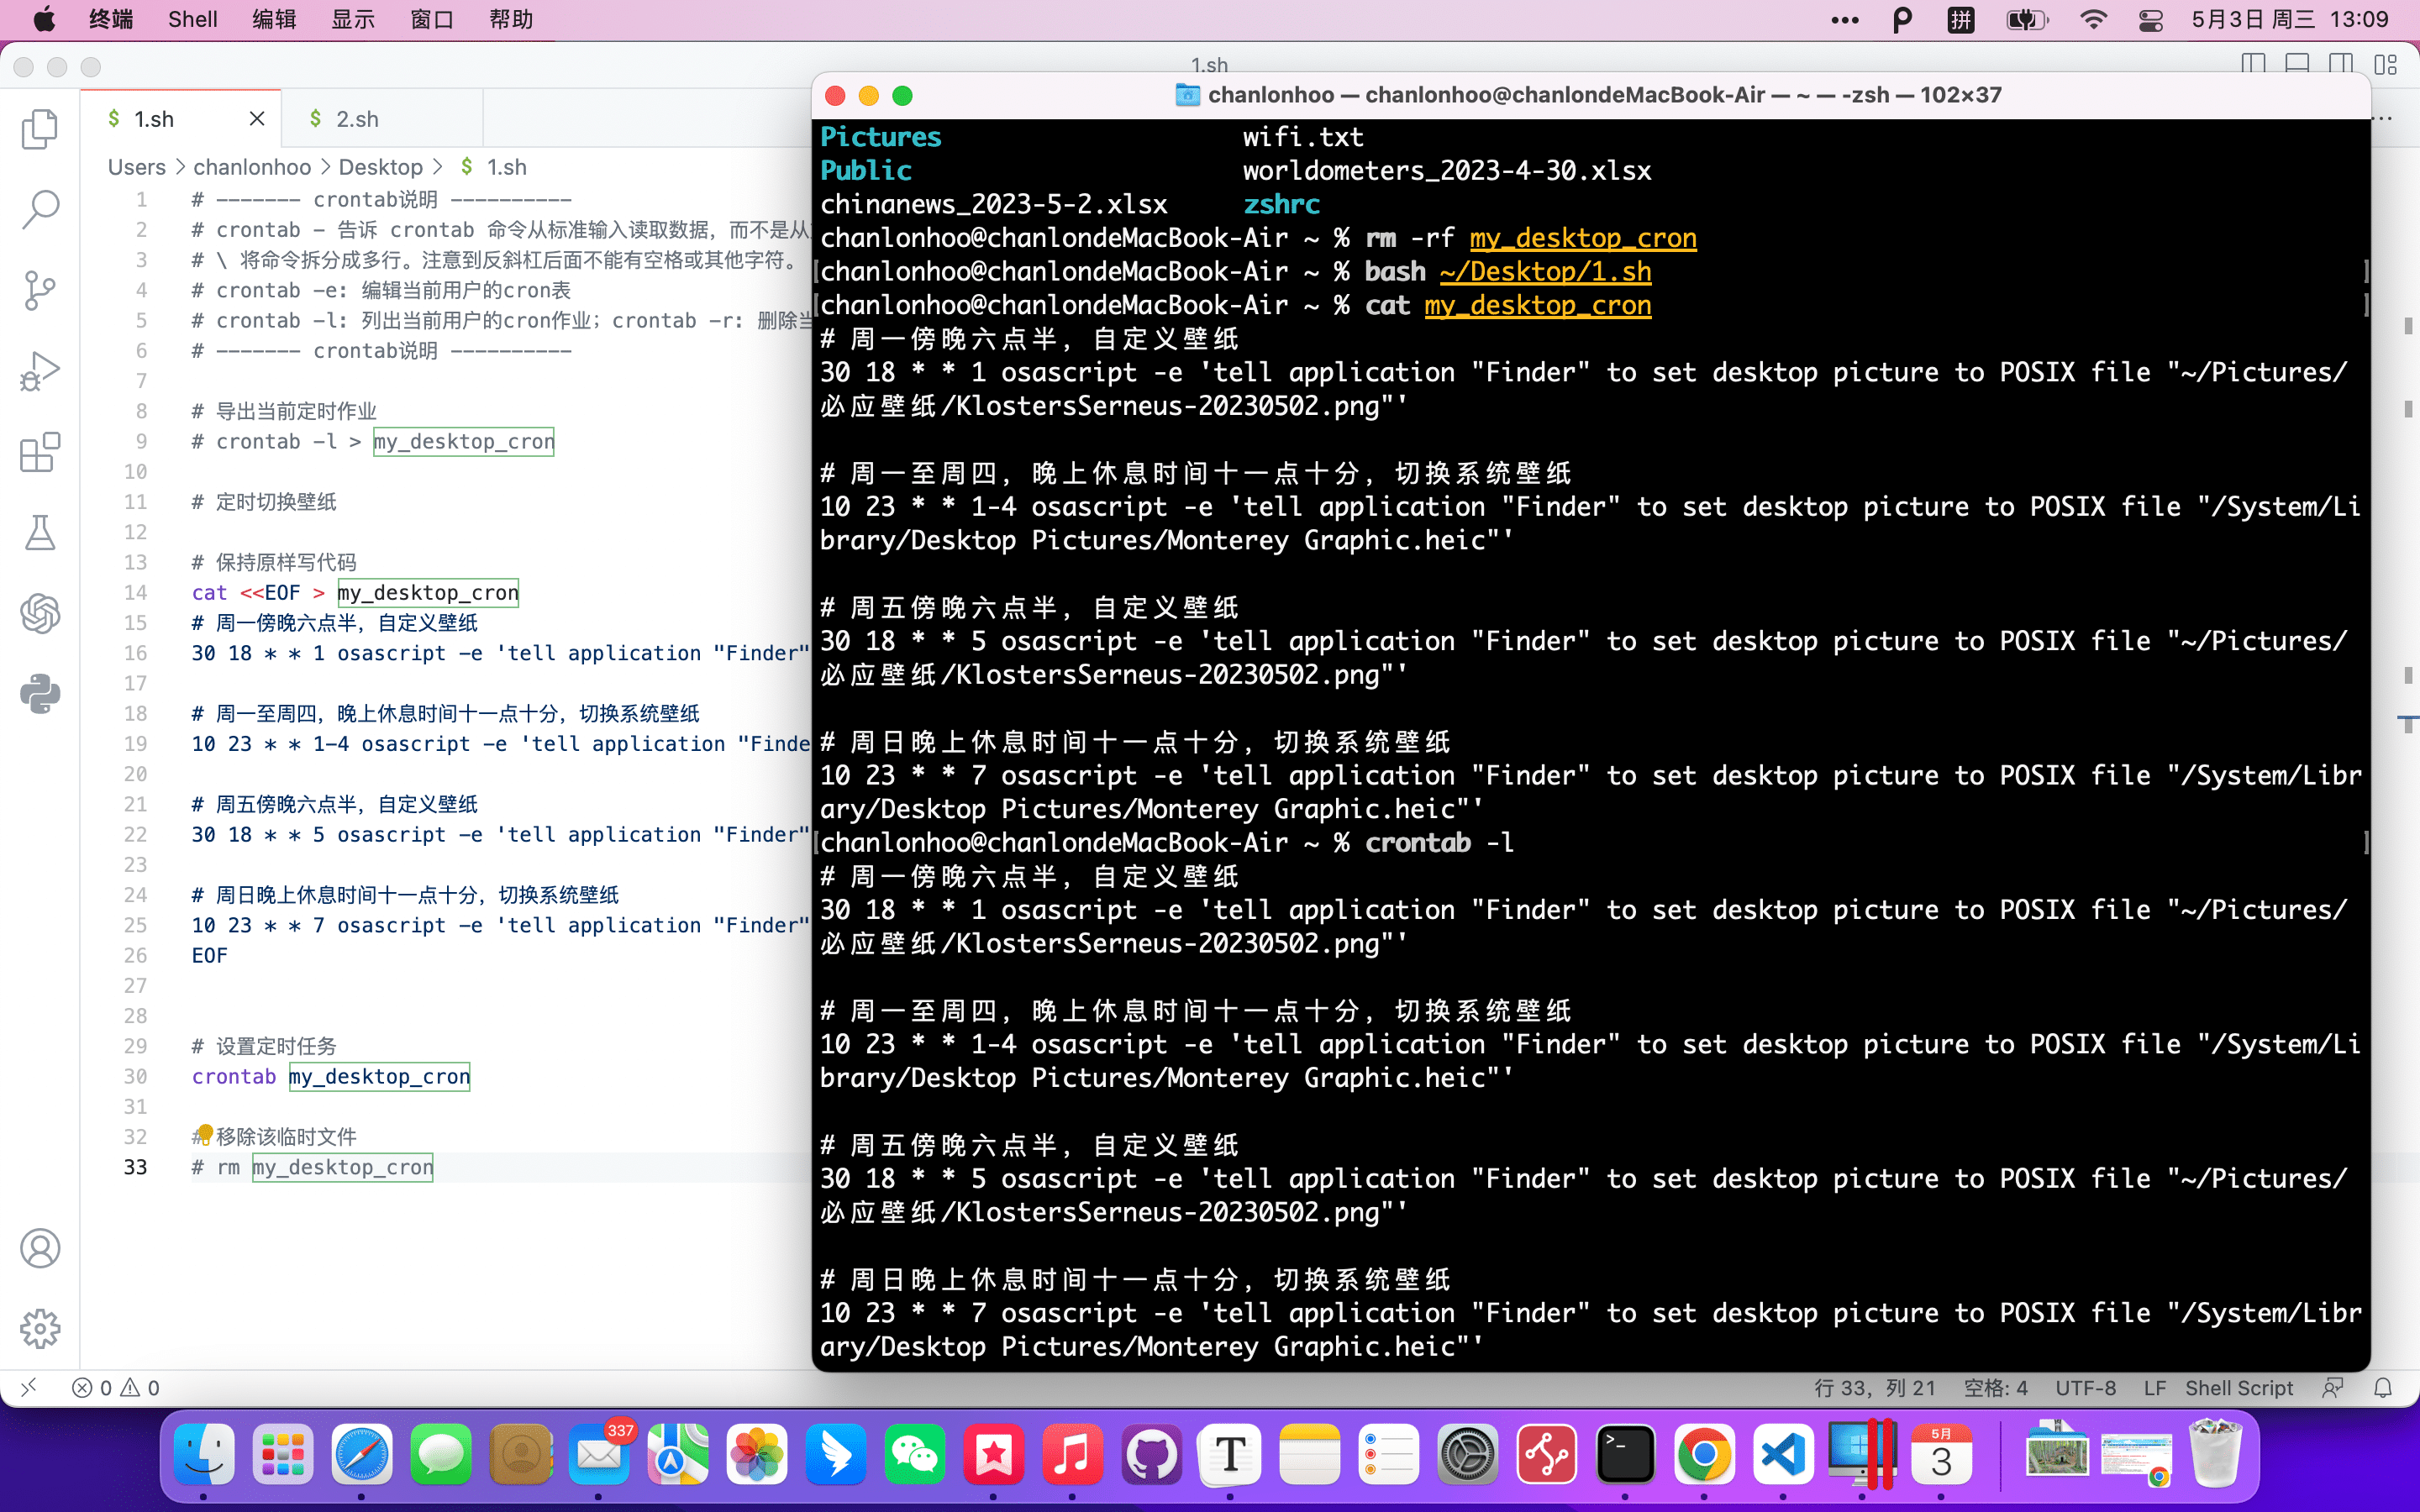 终端 Shell 编辑 显示 窗口 帮助
拼 5月3日 周三 13:09
1.sh
$ 1.sh
$ 2.sh
Users > chanlonhoo > Desktop > $ 1.sh
1 # ------- crontab说明 ----------
2 # crontab - 告诉 crontab 命令从标准输入读取数据，而不是从
3 # \ 将命令拆分成多行。注意到反斜杠后面不能有空格或其他字符。
4 # crontab -e: 编辑当前用户的cron表
5 # crontab -l: 列出当前用户的cron作业；crontab -r: 删除当
6 # ------- crontab说明 ----------
7
8 # 导出当前定时作业
9 # crontab -l > my_desktop_cron
10
11 # 定时切换壁纸
12
13 # 保持原样写代码
14 cat <<EOF > my_desktop_cron
15 # 周一傍晚六点半，自定义壁纸
16 30 18 * * 1 osascript -e 'tell application "Finder"
17
18 # 周一至周四，晚上休息时间十一点十分，切换系统壁纸
19 10 23 * * 1-4 osascript -e 'tell application "Finde
20
21 # 周五傍晚六点半，自定义壁纸
22 30 18 * * 5 osascript -e 'tell application "Finder"
23
24 # 周日晚上休息时间十一点十分，切换系统壁纸
25 10 23 * * 7 osascript -e 'tell application "Finder"
26 EOF
27
28
29 # 设置定时任务
30 crontab my_desktop_cron
31
32 # 移除该临时文件
33 # rm my_desktop_cron
chanlonhoo — chanlonhoo@chanlondeMacBook-Air — ~ — -zsh — 102×37
Pictures wifi.txt
Public worldometers_2023-4-30.xlsx
chinanews_2023-5-2.xlsx zshrc
chanlonhoo@chanlondeMacBook-Air ~ % rm -rf my_desktop_cron
[chanlonhoo@chanlondeMacBook-Air ~ % bash ~/Desktop/1.sh ]
[chanlonhoo@chanlondeMacBook-Air ~ % cat my_desktop_cron ]
# 周一傍晚六点半，自定义壁纸
30 18 * * 1 osascript -e 'tell application "Finder" to set desktop picture to POSIX file "~/Pictures/
必应壁纸/KlostersSerneus-20230502.png"'
# 周一至周四，晚上休息时间十一点十分，切换系统壁纸
10 23 * * 1-4 osascript -e 'tell application "Finder" to set desktop picture to POSIX file "/System/Li
brary/Desktop Pictures/Monterey Graphic.heic"'
# 周五傍晚六点半，自定义壁纸
30 18 * * 5 osascript -e 'tell application "Finder" to set desktop picture to POSIX file "~/Pictures/
必应壁纸/KlostersSerneus-20230502.png"'
# 周日晚上休息时间十一点十分，切换系统壁纸
10 23 * * 7 osascript -e 'tell application "Finder" to set desktop picture to POSIX file "/System/Libr
ary/Desktop Pictures/Monterey Graphic.heic"'
[chanlonhoo@chanlondeMacBook-Air ~ % crontab -l ]
# 周一傍晚六点半，自定义壁纸
30 18 * * 1 osascript -e 'tell application "Finder" to set desktop picture to POSIX file "~/Pictures/
必应壁纸/KlostersSerneus-20230502.png"'
# 周一至周四，晚上休息时间十一点十分，切换系统壁纸
10 23 * * 1-4 osascript -e 'tell application "Finder" to set desktop picture to POSIX file "/System/Li
brary/Desktop Pictures/Monterey Graphic.heic"'
# 周五傍晚六点半，自定义壁纸
30 18 * * 5 osascript -e 'tell application "Finder" to set desktop picture to POSIX file "~/Pictures/
必应壁纸/KlostersSerneus-20230502.png"'
# 周日晚上休息时间十一点十分，切换系统壁纸
10 23 * * 7 osascript -e 'tell application "Finder" to set desktop picture to POSIX file "/System/Libr
ary/Desktop Pictures/Monterey Graphic.heic"'
0 0 行 33，列 21 空格: 4 UTF-8 LF Shell Script
337
T
>_
5月
3